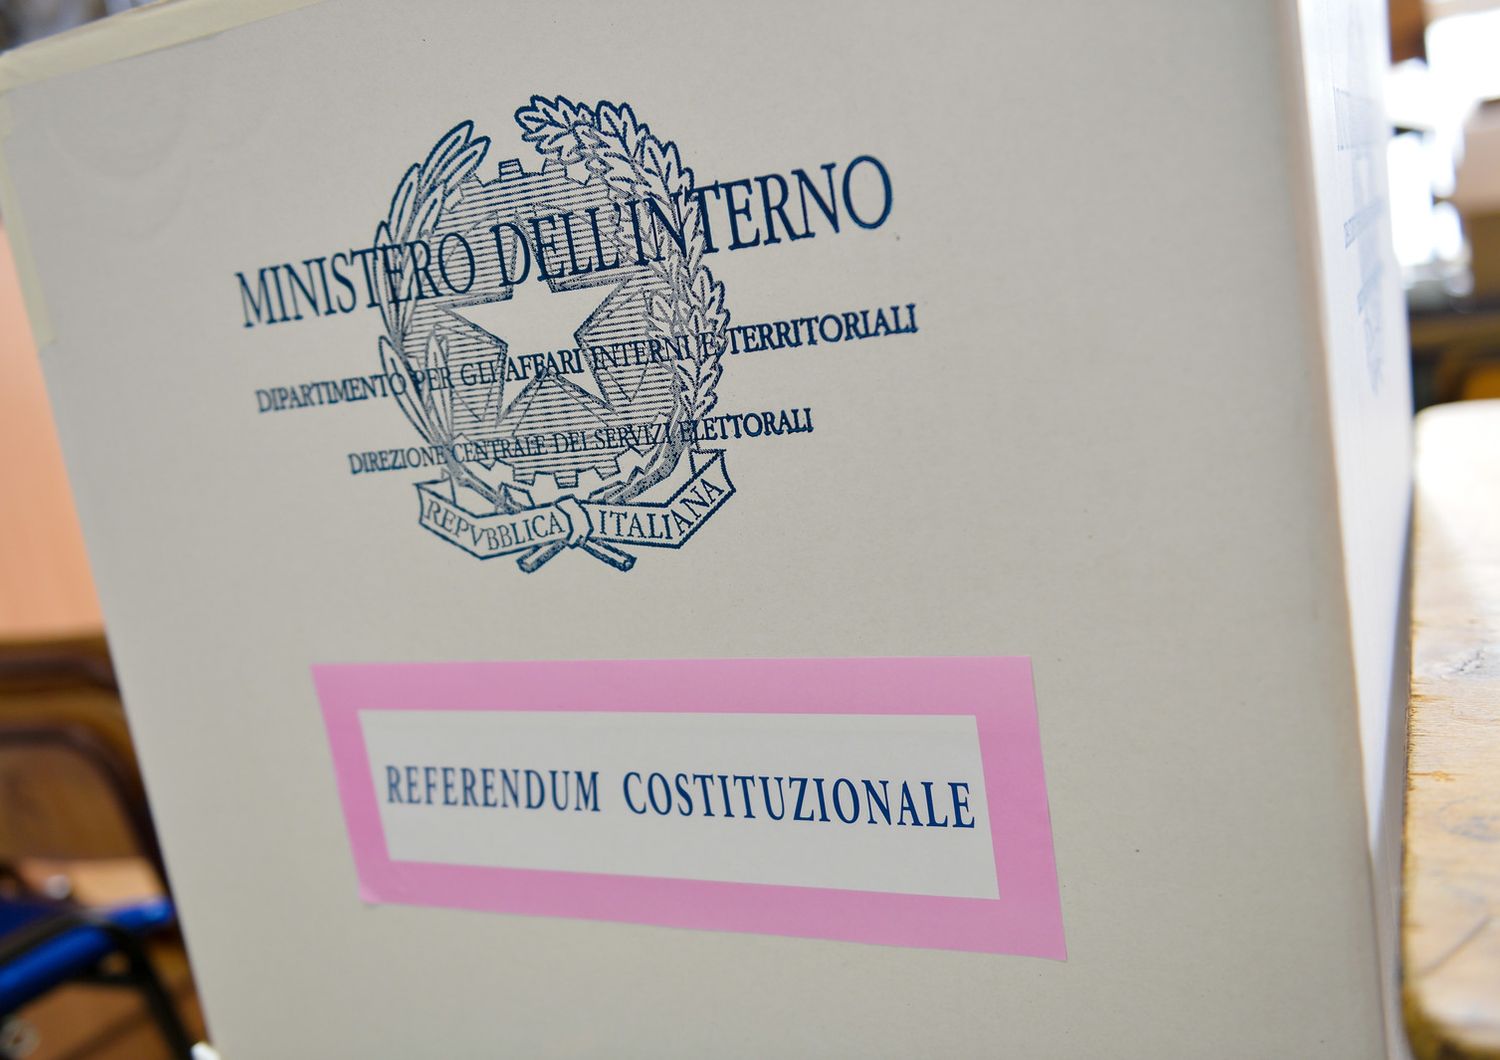 MINISTERO DELL'INTERNO
DIPARTIMENTO PER GLI AFFARI INTERNI E TERRITORIALI
DIREZIONE CENTRALE DEI SERVIZI ELETTORALI
REPVBBLICA ITALIANA
REFERENDUM COSTITUZIONALE